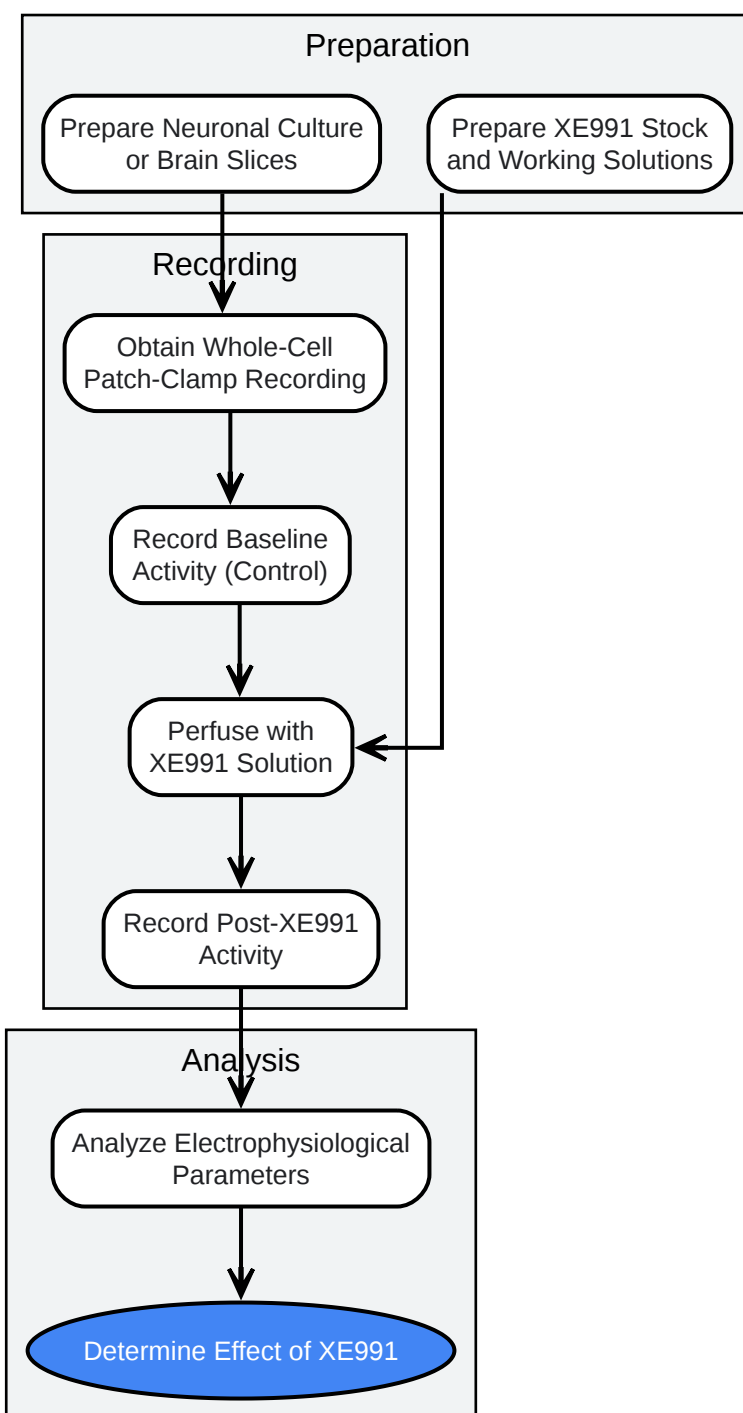 Preparation
Prepare Neuronal Culture
or Brain Slices
Prepare XE991 Stock
and Working Solutions
Recording
Obtain Whole-Cell
Patch-Clamp Recording
Record Baseline
Activity (Control)
Perfuse with
XE991 Solution
Record Post-XE991
Activity
Analysis
Analyze Electrophysiological
Parameters
Determine Effect of XE991